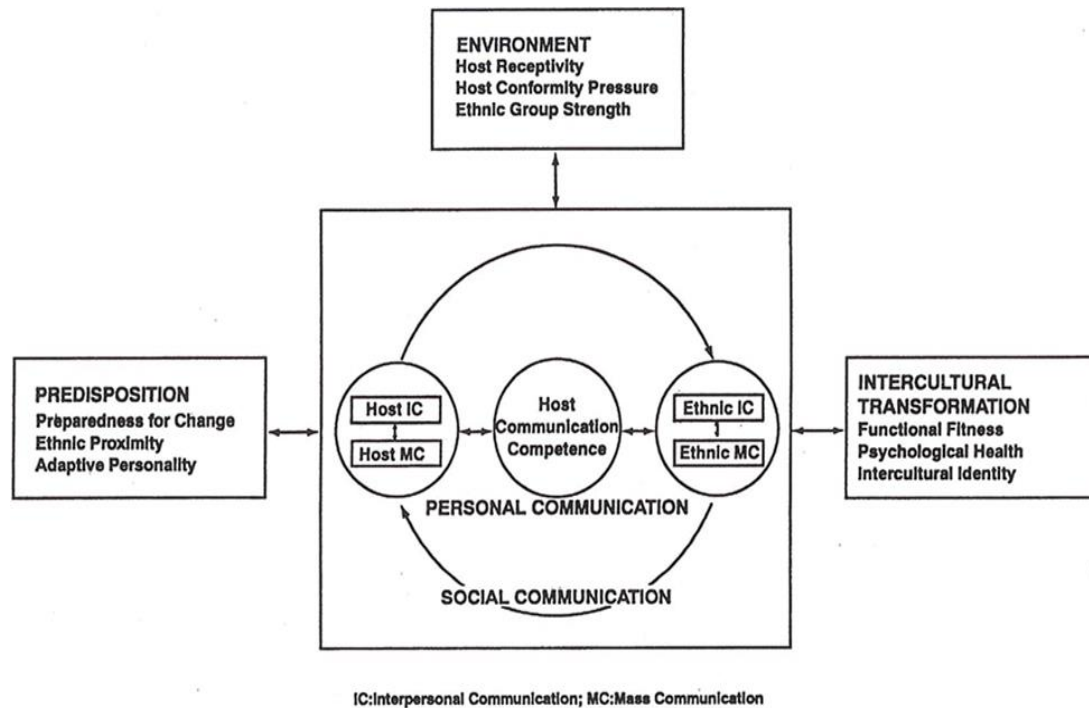 ENVIRONMENT
Host Receptivity
Host Conformity Pressure
Ethnic Group Strength
PREDISPOSITION
Preparedness for Change
Ethnic Proximity
Adaptive Personality
Host IC
Host MC
Host
Communication
Competence
Ethnic IC
Ethnic MC
INTERCULTURAL
TRANSFORMATION
Functional Fitness
Psychological Health
Intercultural Identity
PERSONAL COMMUNICATION
SOCIAL COMMUNICATION
IC:Interpersonal Communication; MC:Mass Communication